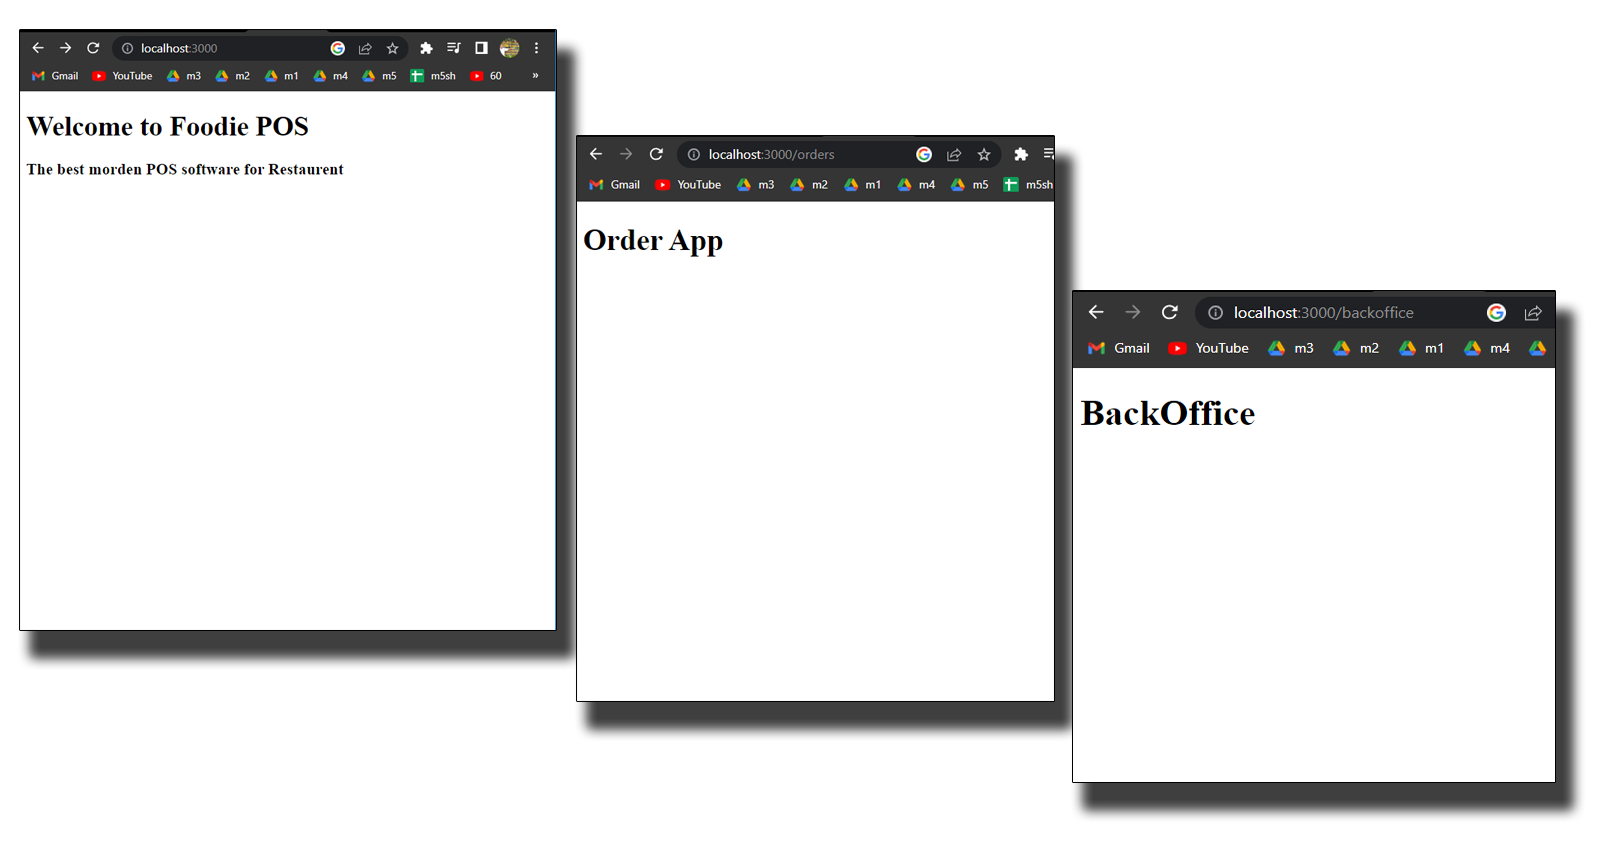 localhost:3000
Gmail YouTube m3 m2 m1 m4 m5 m5sh 60 »
Welcome to Foodie POS
The best morden POS software for Restaurent
localhost:3000/orders
Gmail YouTube m3 m2 m1 m4 m5 m5sh
Order App
localhost:3000/backoffice
Gmail YouTube m3 m2 m1 m4
BackOffice